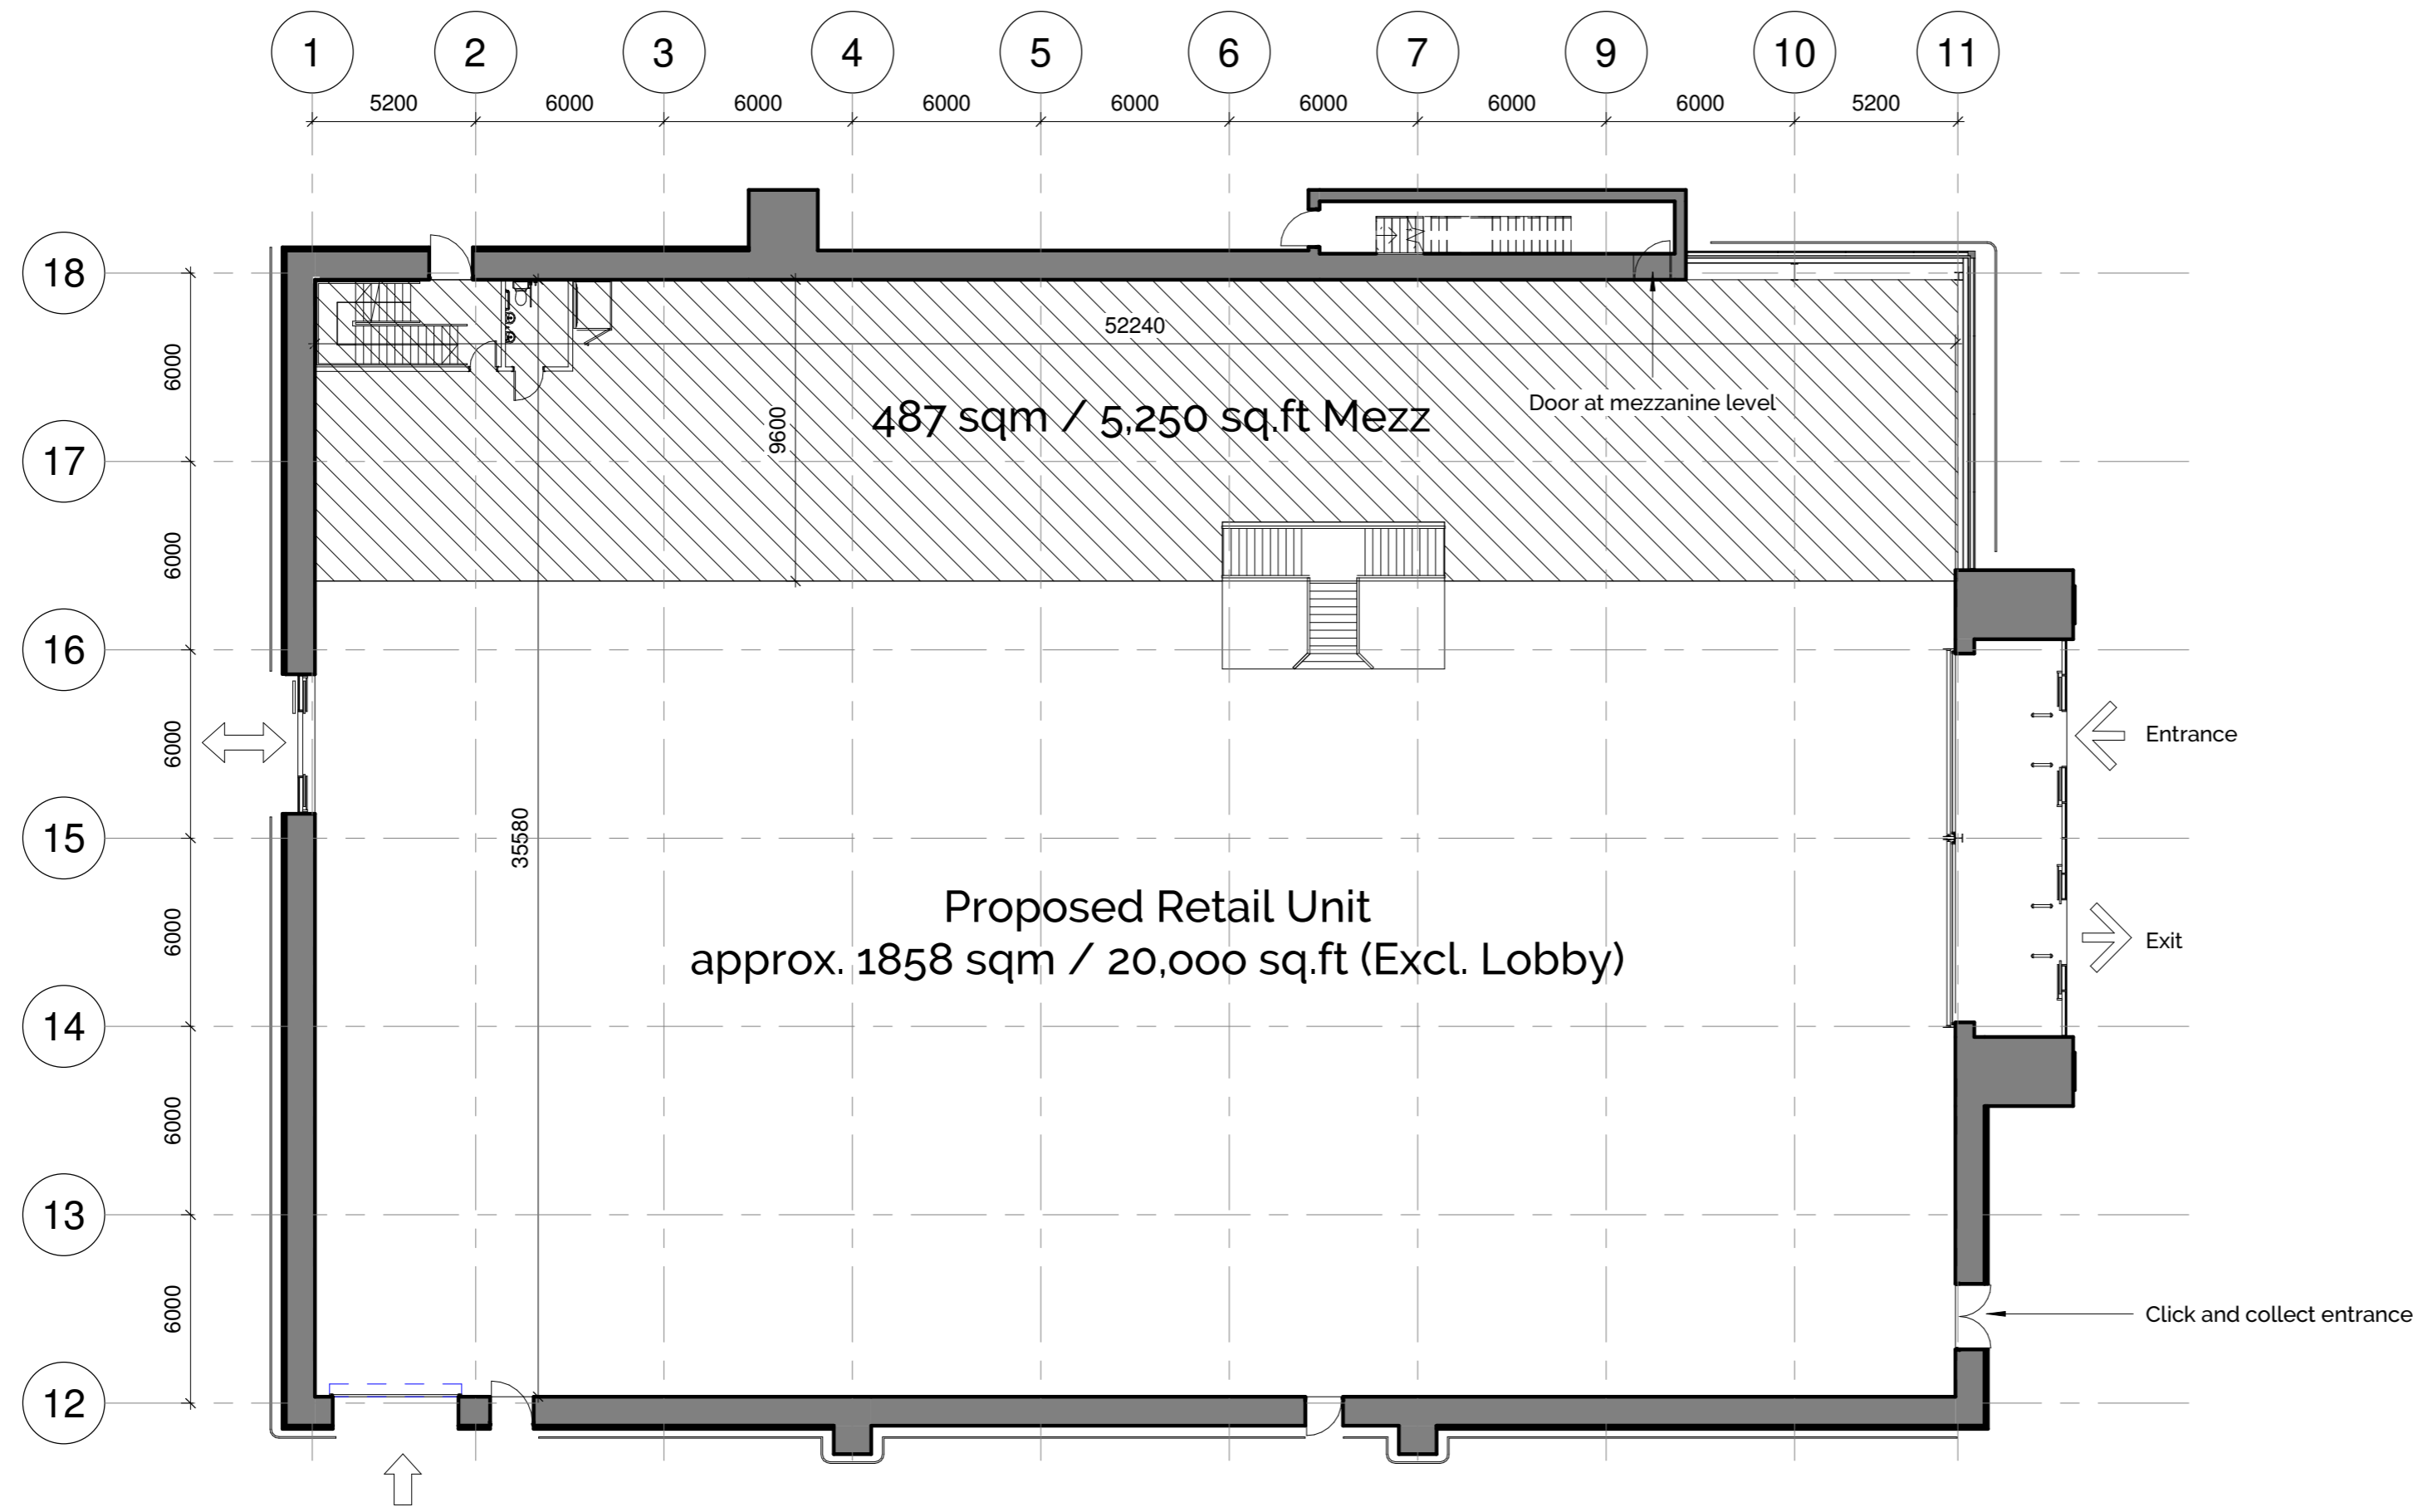 1 2 3 4 5 6 7 9 10 11
5200 6000 6000 6000 6000 6000 6000 6000 5200
18
6000
52240
Door at mezzanine level
9600
487 sqm / 5,250 sq.ft Mezz
17
6000
16
6000
Entrance
15
35580
6000
Proposed Retail Unit
approx. 1858 sqm / 20,000 sq.ft (Excl. Lobby)
Exit
14
6000
13
6000
Click and collect entrance
12